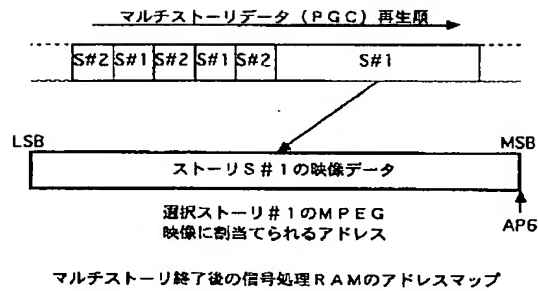 マルチストーリデータ（ＰＧＣ）再生順
S#2 S#1 S#2 S#1 S#2 S#1
LSB MSB
ストーリＳ＃１の映像データ
選択ストーリ＃１のＭＰＥＧ
映像に割当てられるアドレス
AP6
マルチストーリ終了後の信号処理ＲＡＭのアドレスマップ